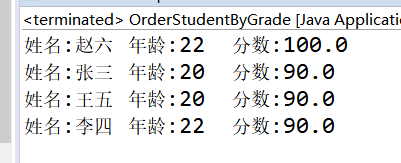 <terminated> OrderStudentByGrade [Java Applicatio
姓名:赵六 年龄:22 分数:100.0
姓名:张三 年龄:20 分数:90.0
姓名:王五 年龄:20 分数:90.0
姓名:李四 年龄:22 分数:90.0